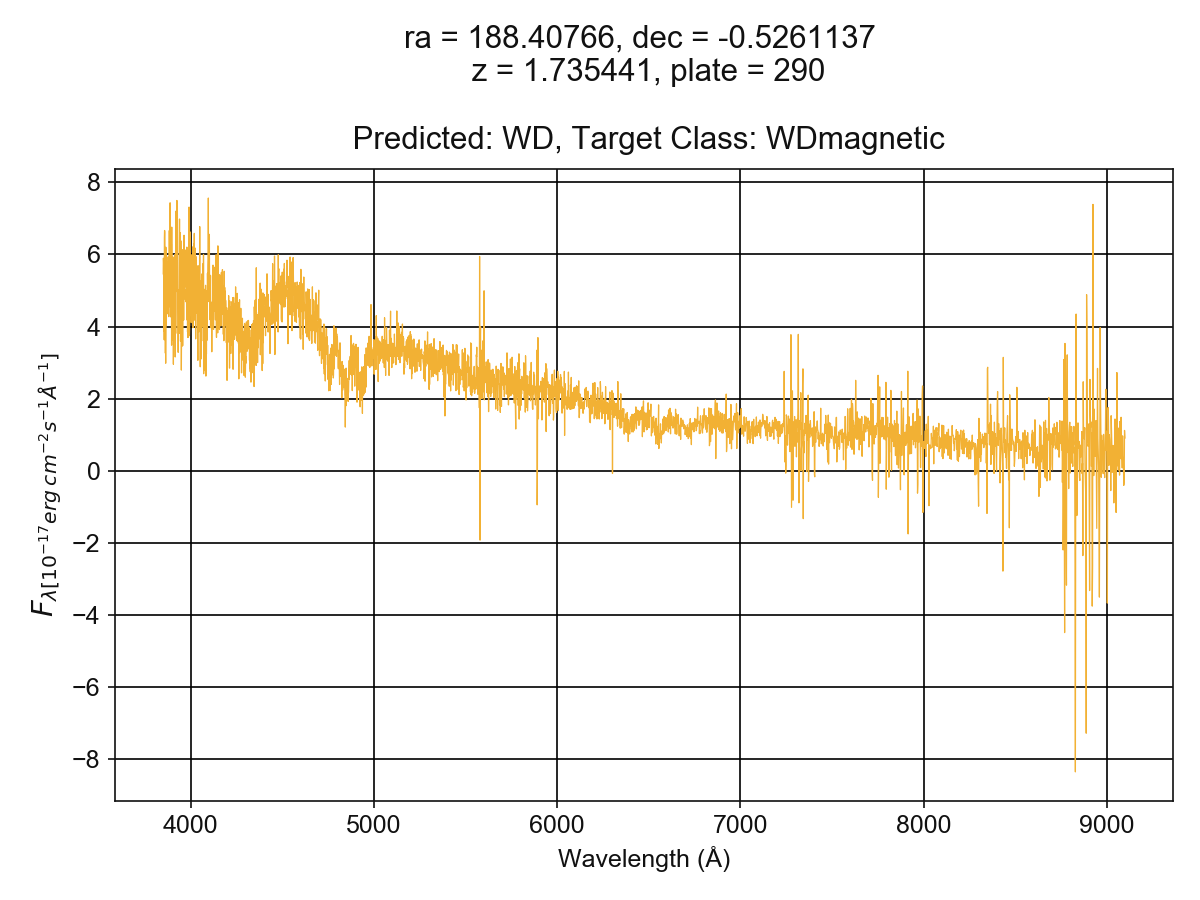 ra = 188.40766, dec = -0.5261137
z = 1.735441, plate = 290
Predicted: WD, Target Class: WDmagnetic
8
6
4
2
0
−2
−4
−6
−8
F_{λ[10^{−17}erg cm^{−2}s^{−1}Å^{−1}]}
4000 5000 6000 7000 8000 9000
Wavelength (Å)